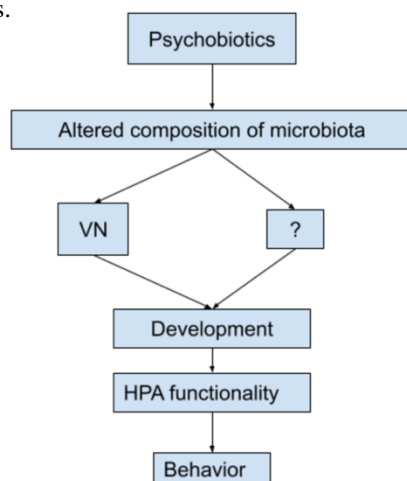 s.
Psychobiotics
Altered composition of microbiota
VN
?
Development
HPA functionality
Behavior